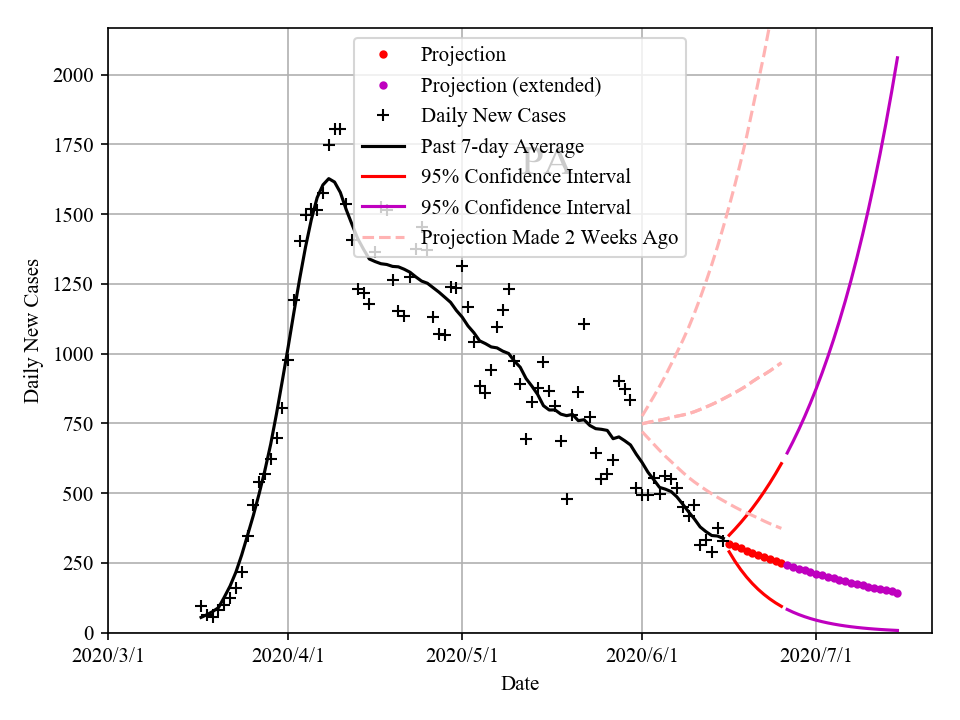 Projection
Projection (extended)
Daily New Cases
Past 7-day Average
PA
95% Confidence Interval
95% Confidence Interval
Projection Made 2 Weeks Ago
Daily New Cases
2000
1750
1500
1250
1000
750
500
250
0
2020/3/1 2020/4/1 2020/5/1 2020/6/1 2020/7/1
Date